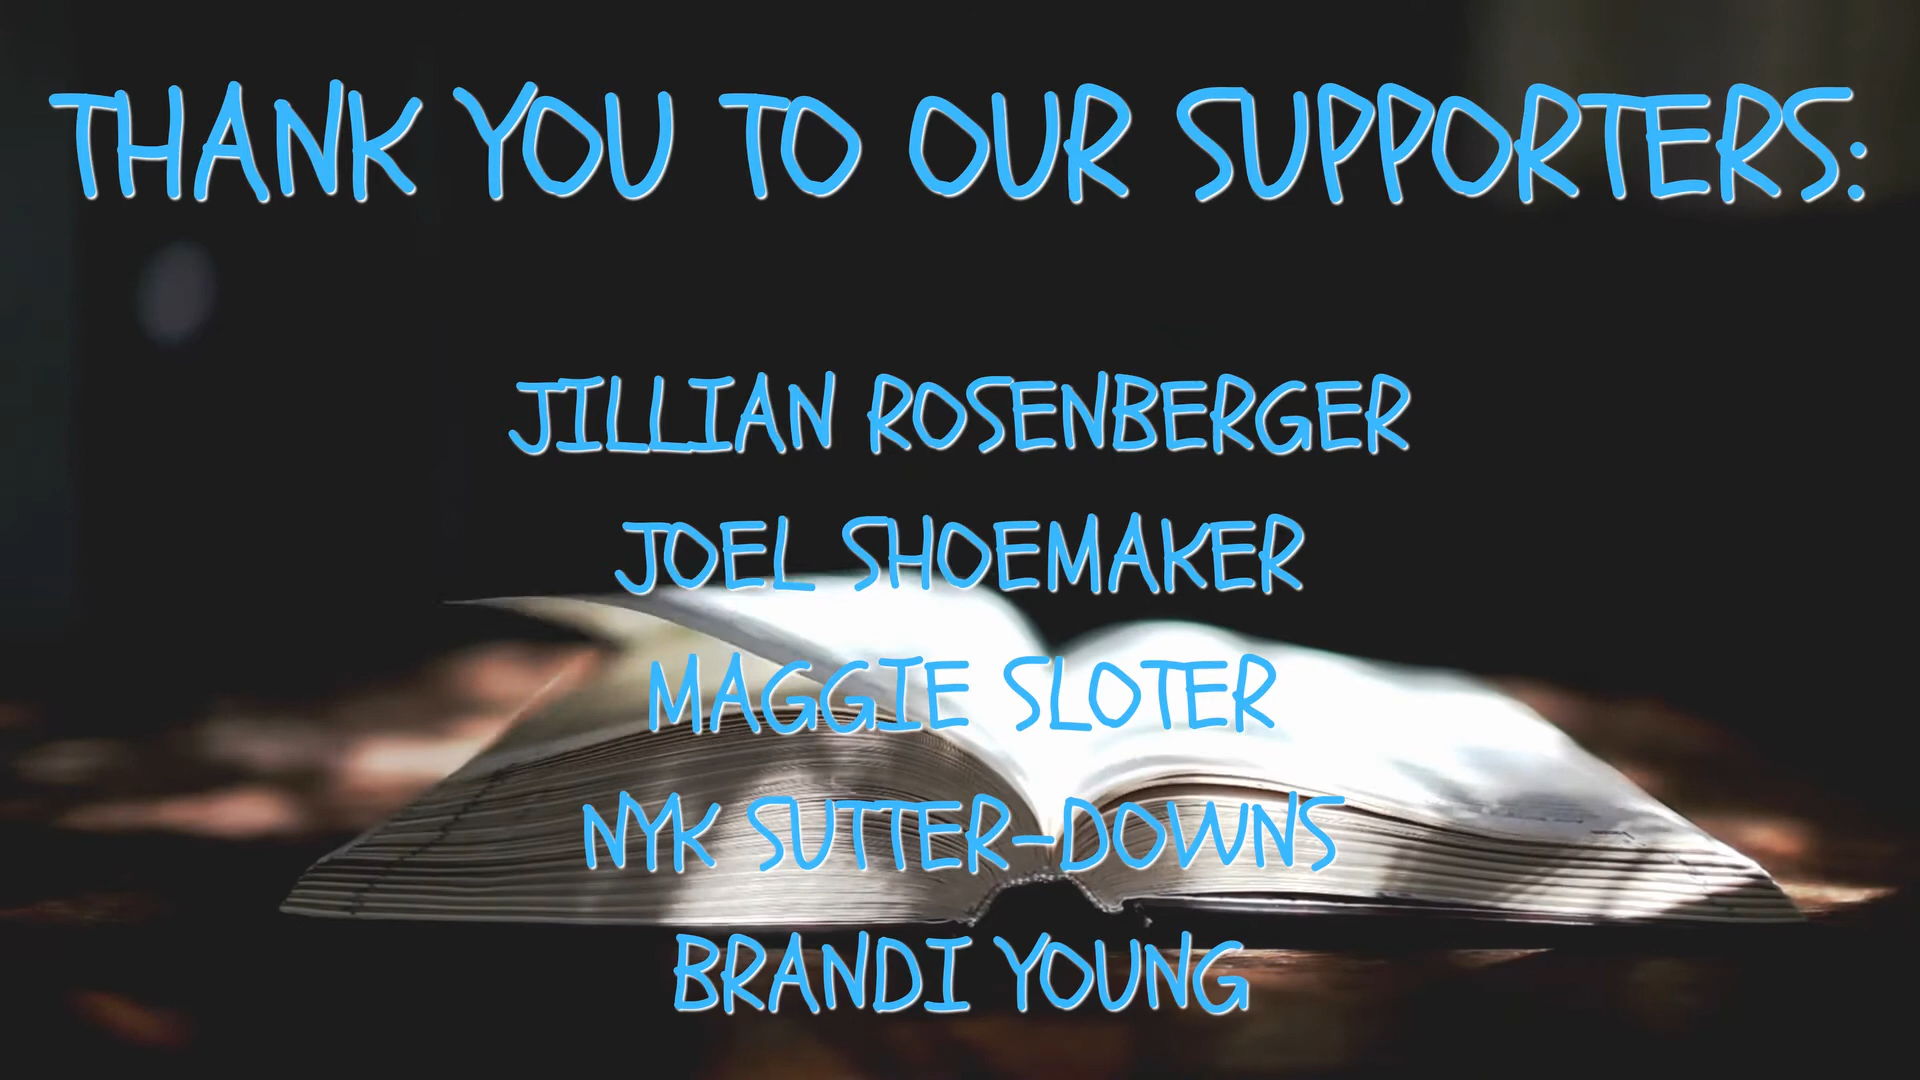 THANK YOU TO OUR SUPPORTERS:
JILLIAN ROSENBERGER
JOEL SHOEMAKER
MAGGIE SLOTER
NYK SUTTER-DOWNS
BRANDI YOUNG